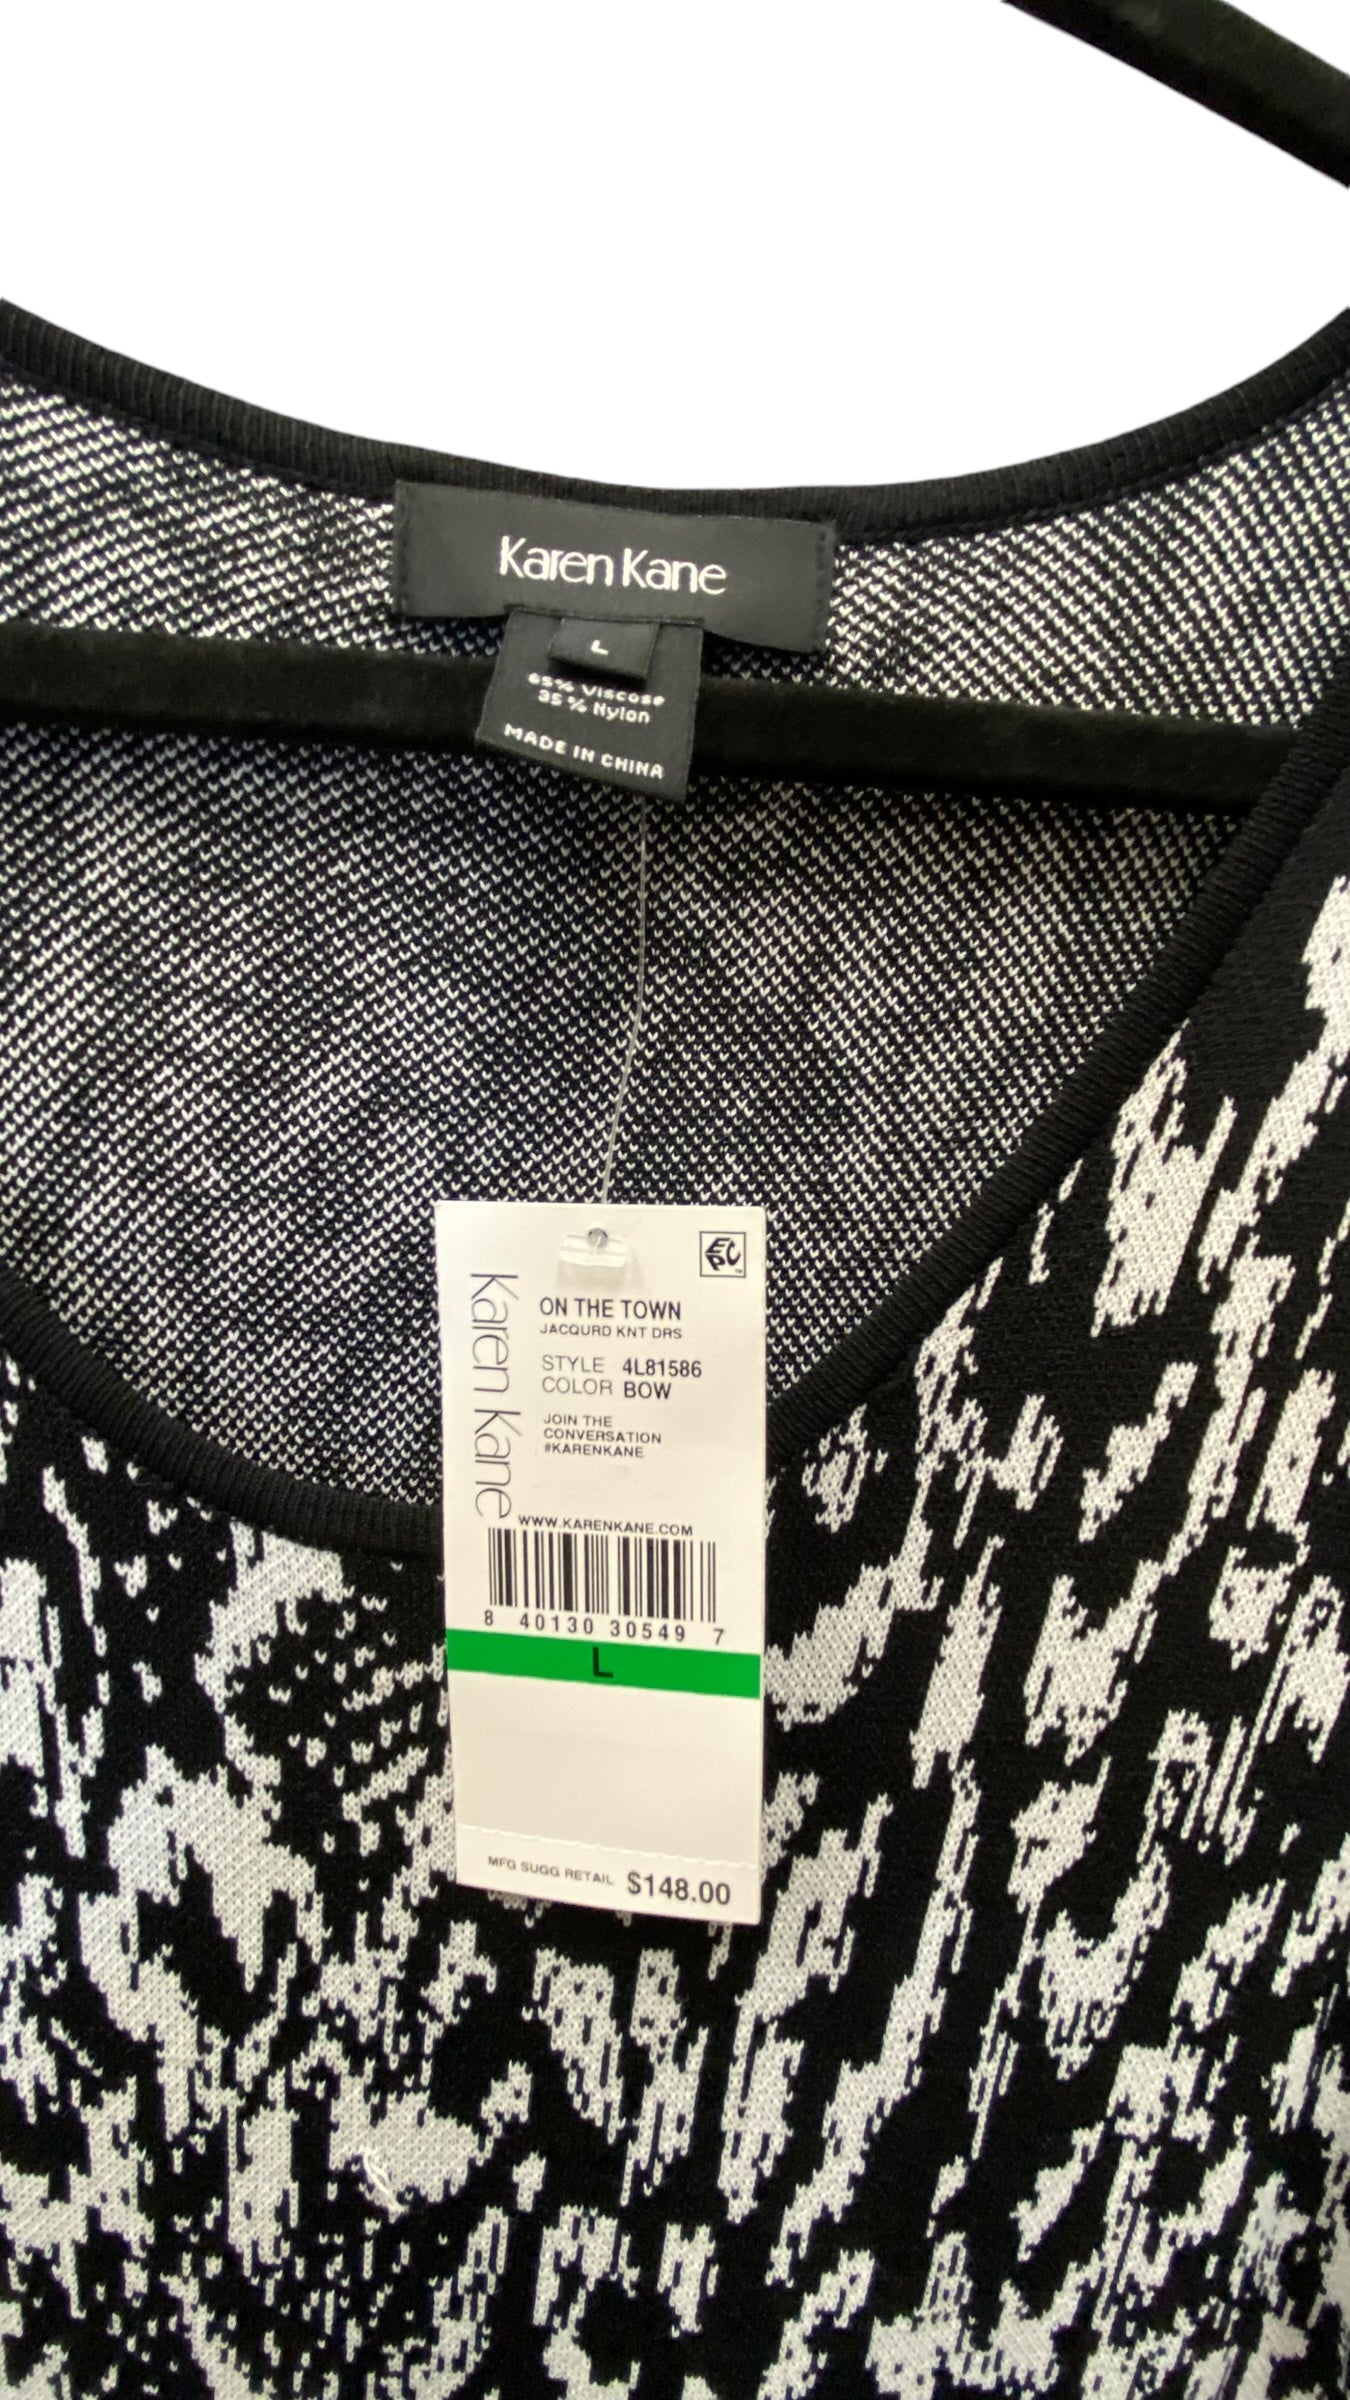 Karen Kane
L
65% Viscose
35% Nylon
MADE IN CHINA
Karen Kane
ON THE TOWN
JACQURD KNT DRS
STYLE 4L81586
COLOR BOW
JOIN THE
CONVERSATION
#KARENKANE
WWW.KARENKANE.COM
8 40130 30549 7
L
MFG SUGG RETAIL $148.00
EPC